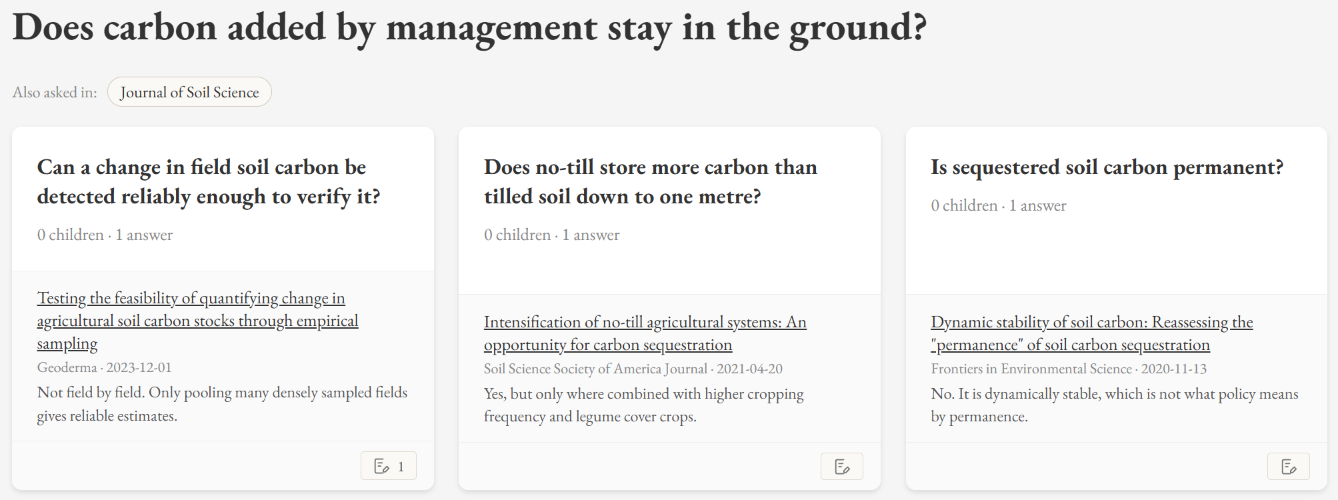 Does carbon added by management stay in the ground?
Also asked in: Journal of Soil Science
Can a change in field soil carbon be
detected reliably enough to verify it?
0 children · 1 answer
Testing the feasibility of quantifying change in
agricultural soil carbon stocks through empirical
sampling
Geoderma · 2023-12-01
Not field by field. Only pooling many densely sampled fields
gives reliable estimates.
1
Does no-till store more carbon than
tilled soil down to one metre?
0 children · 1 answer
Intensification of no-till agricultural systems: An
opportunity for carbon sequestration
Soil Science Society of America Journal · 2021-04-20
Yes, but only where combined with higher cropping
frequency and legume cover crops.
Is sequestered soil carbon permanent?
0 children · 1 answer
Dynamic stability of soil carbon: Reassessing the
"permanence" of soil carbon sequestration
Frontiers in Environmental Science · 2020-11-13
No. It is dynamically stable, which is not what policy means
by permanence.